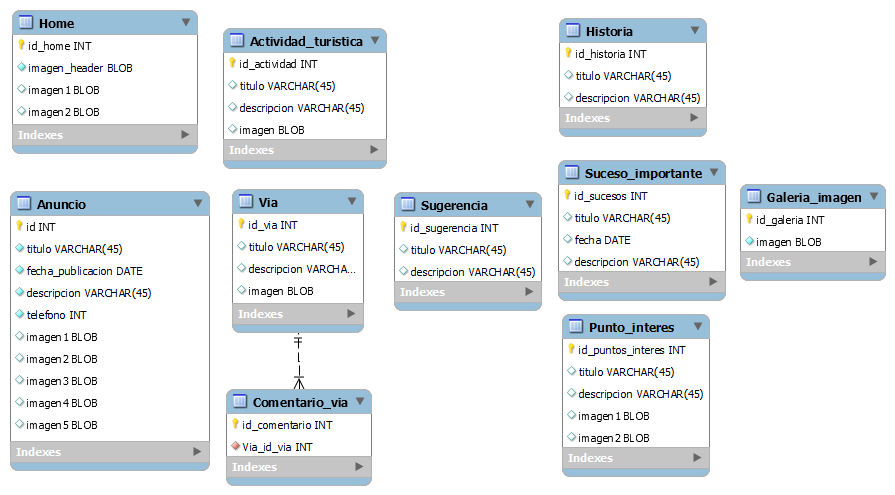 Home
id_home INT
imagen_header BLOB
imagen1 BLOB
imagen2 BLOB
Indexes
Actividad_turistica
id_actividad INT
titulo VARCHAR(45)
descripcion VARCHAR(45)
imagen BLOB
Indexes
Historia
id_historia INT
titulo VARCHAR(45)
descripcion VARCHAR(45)
Indexes
Anuncio
id INT
titulo VARCHAR(45)
fecha_publicacion DATE
descripcion VARCHAR(45)
telefono INT
imagen1 BLOB
imagen2 BLOB
imagen3 BLOB
imagen4 BLOB
imagen5 BLOB
Indexes
Via
id_via INT
titulo VARCHAR(45)
descripcion VARCHA...
imagen BLOB
Indexes
Sugerencia
id_sugerencia INT
titulo VARCHAR(45)
descripcion VARCHAR(45)
Indexes
Suceso_importante
id_sucesos INT
titulo VARCHAR(45)
fecha DATE
descripcion VARCHAR(45)
Indexes
Galeria_imagen
id_galeria INT
imagen BLOB
Indexes
Comentario_via
id_comentario INT
Via_id_via INT
Indexes
Punto_interes
id_puntos_interes INT
titulo VARCHAR(45)
descripcion VARCHAR(45)
imagen1 BLOB
imagen2 BLOB
Indexes